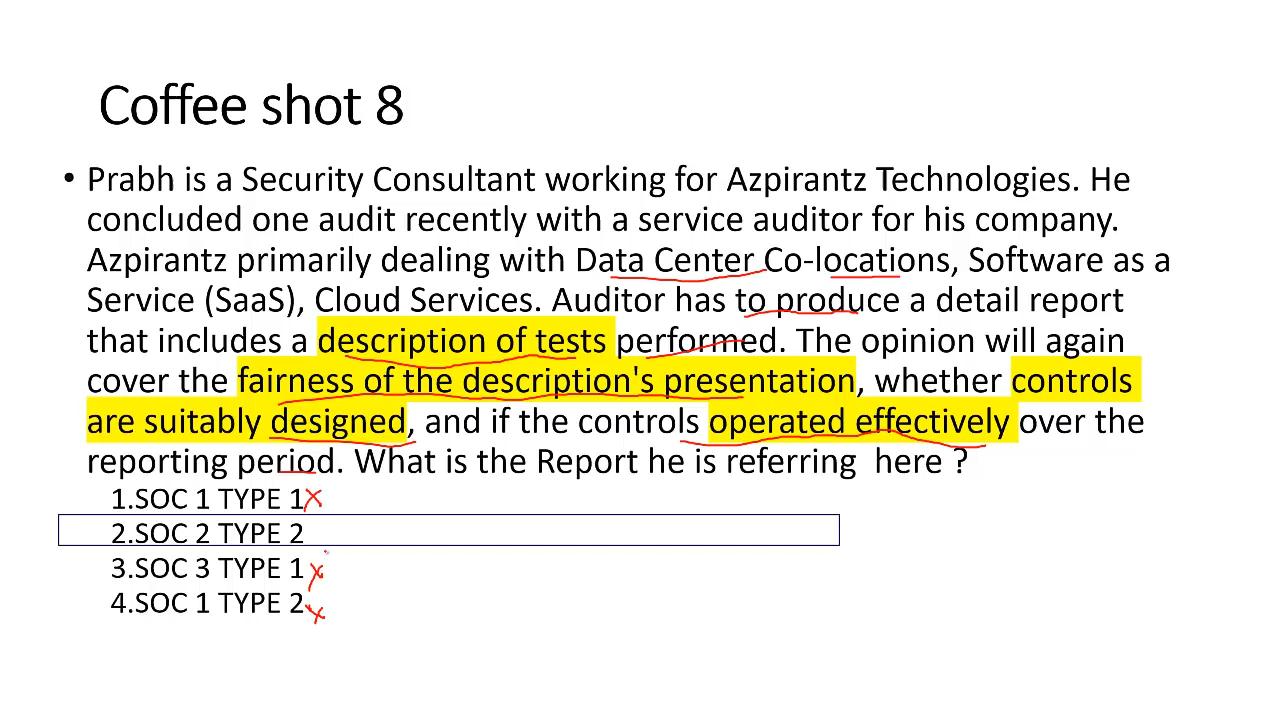 Coffee shot 8
• Prabh is a Security Consultant working for Azpirantz Technologies. He
concluded one audit recently with a service auditor for his company.
Azpirantz primarily dealing with Data Center Co-locations, Software as a
Service (SaaS), Cloud Services. Auditor has to produce a detail report
that includes a description of tests performed. The opinion will again
cover the fairness of the description's presentation, whether controls
are suitably designed, and if the controls operated effectively over the
reporting period. What is the Report he is referring  here ?
1.SOC 1 TYPE 1
2.SOC 2 TYPE 2
3.SOC 3 TYPE 1
4.SOC 1 TYPE 2